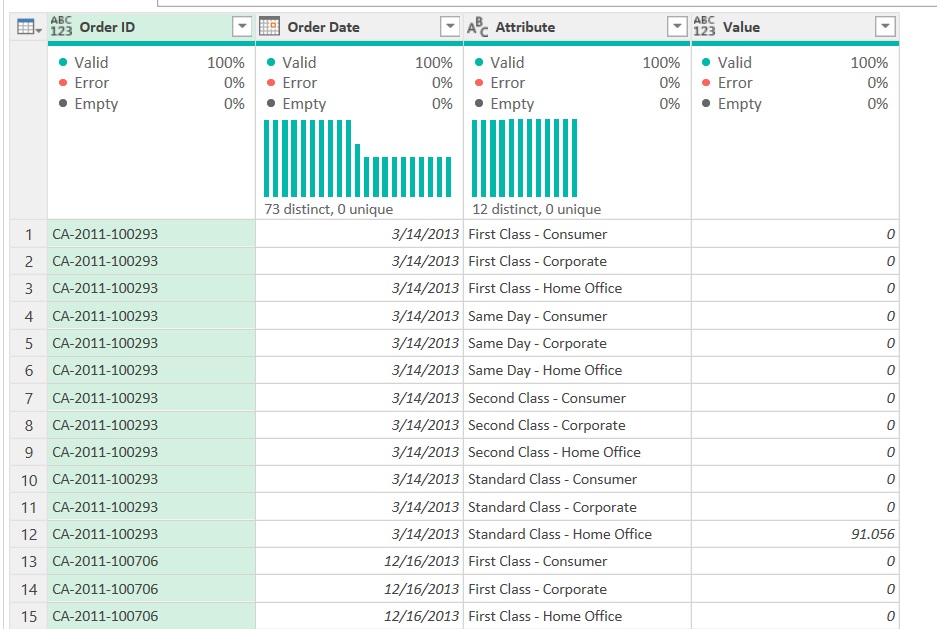 ABC 123 Order ID Order Date ABC Attribute ABC 123 Value
Valid 100% Valid 100% Valid 100% Valid 100%
Error 0% Error 0% Error 0% Error 0%
Empty 0% Empty 0% Empty 0% Empty 0%
73 distinct, 0 unique 12 distinct, 0 unique
1 CA-2011-100293 3/14/2013 First Class - Consumer 0
2 CA-2011-100293 3/14/2013 First Class - Corporate 0
3 CA-2011-100293 3/14/2013 First Class - Home Office 0
4 CA-2011-100293 3/14/2013 Same Day - Consumer 0
5 CA-2011-100293 3/14/2013 Same Day - Corporate 0
6 CA-2011-100293 3/14/2013 Same Day - Home Office 0
7 CA-2011-100293 3/14/2013 Second Class - Consumer 0
8 CA-2011-100293 3/14/2013 Second Class - Corporate 0
9 CA-2011-100293 3/14/2013 Second Class - Home Office 0
10 CA-2011-100293 3/14/2013 Standard Class - Consumer 0
11 CA-2011-100293 3/14/2013 Standard Class - Corporate 0
12 CA-2011-100293 3/14/2013 Standard Class - Home Office 91.056
13 CA-2011-100706 12/16/2013 First Class - Consumer 0
14 CA-2011-100706 12/16/2013 First Class - Corporate 0
15 CA-2011-100706 12/16/2013 First Class - Home Office 0